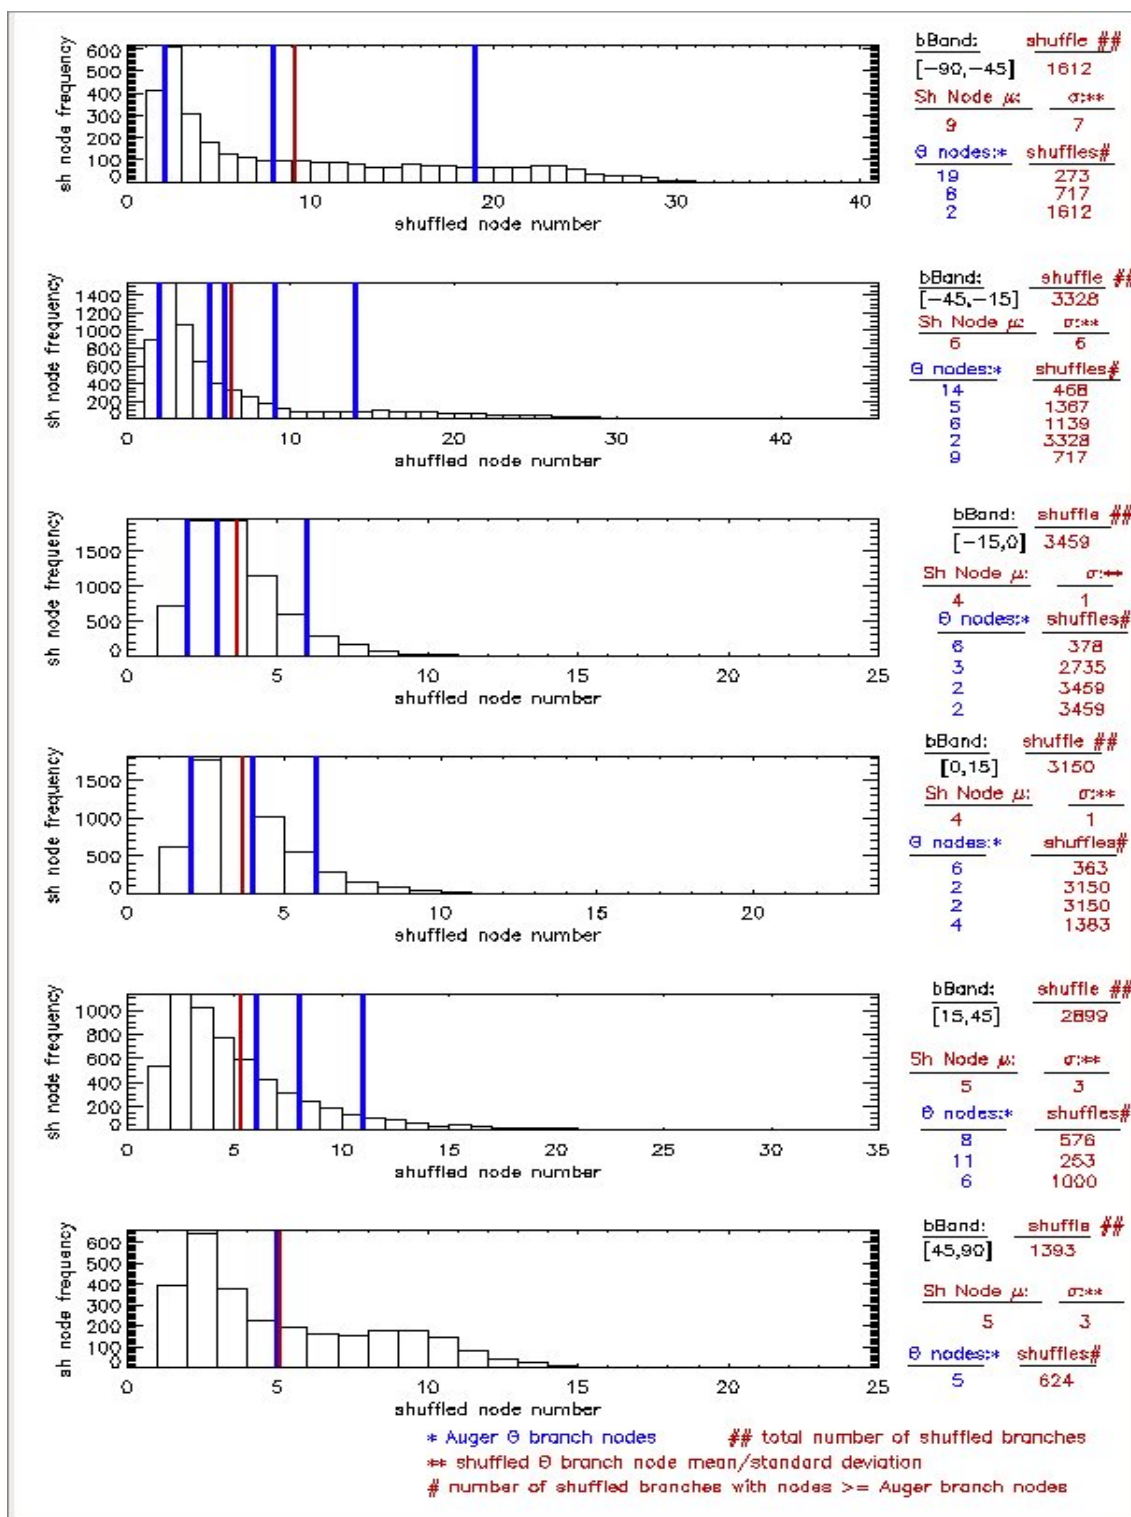 bBand: shuffle ##
[−90,−45] 1612
Sh Node μ: σ:**
9 7
Θ nodes:* shuffles#
19 273
8 717
2 1612
sh node frequency
600
500
400
300
200
100
0
0 10 20 30 40
shuffled node number
bBand: shuffle ##
[−45,−15] 3328
Sh Node μ: σ:**
6 6
Θ nodes:* shuffles#
14 468
5 1367
6 1139
2 3328
9 717
sh node frequency
1400
1200
1000
800
600
400
200
0
0 10 20 30 40
shuffled node number
bBand: shuffle ##
[−15,0] 3459
Sh Node μ: σ:**
4 1
Θ nodes:* shuffles#
6 378
3 2735
2 3459
2 3459
sh node frequency
1500
1000
500
0
0 5 10 15 20 25
shuffled node number
bBand: shuffle ##
[0,15] 3150
Sh Node μ: σ:**
4 1
Θ nodes:* shuffles#
6 363
2 3150
2 3150
4 1383
sh node frequency
1500
1000
500
0
0 5 10 15 20
shuffled node number
bBand: shuffle ##
[15,45] 2899
Sh Node μ: σ:**
5 3
Θ nodes:* shuffles#
8 576
11 253
6 1000
sh node frequency
1000
800
600
400
200
0
0 5 10 15 20 25 30 35
shuffled node number
bBand: shuffle ##
[45,90] 1393
Sh Node μ: σ:**
5 3
Θ nodes:* shuffles#
5 624
sh node frequency
600
500
400
300
200
100
0
0 5 10 15 20 25
shuffled node number
* Auger Θ branch nodes ## total number of shuffled branches
** shuffled Θ branch node mean/standard deviation
# number of shuffled branches with nodes >= Auger branch nodes